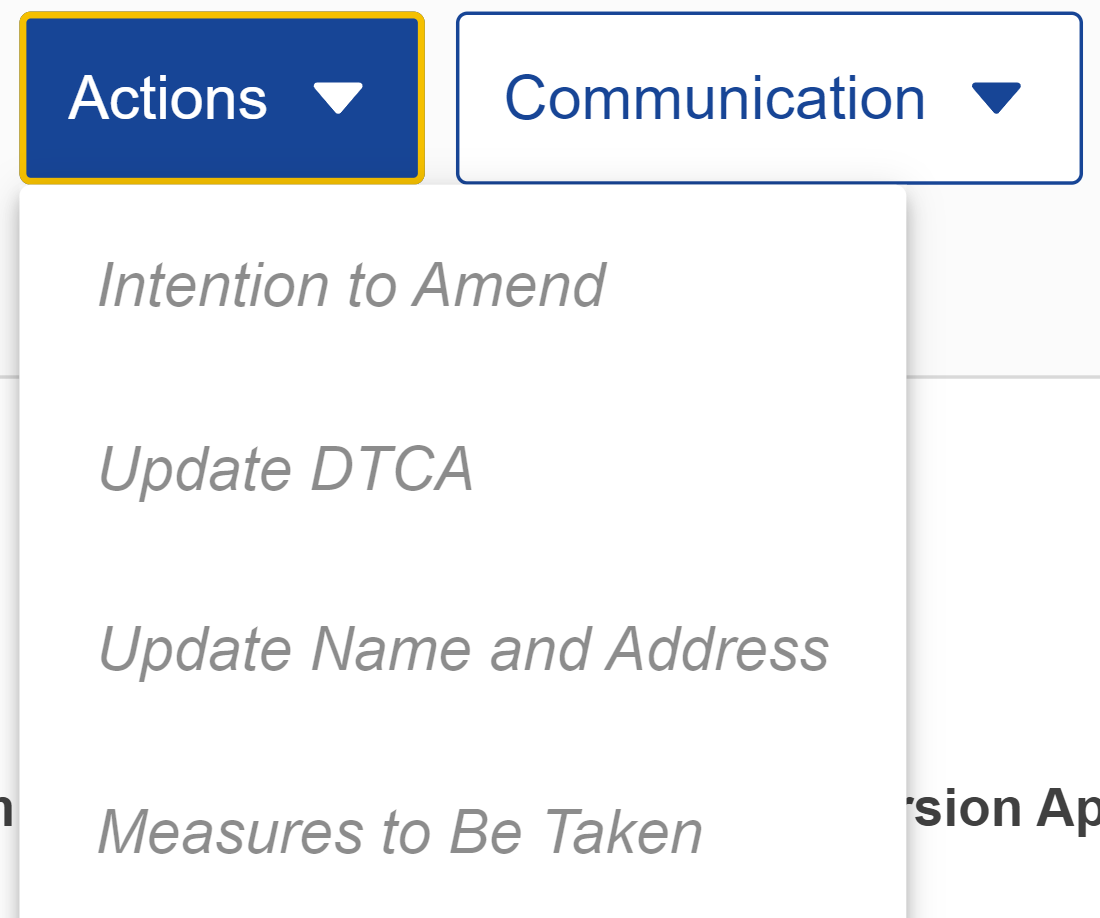 Actions Communication
Intention to Amend
Update DTCA
Update Name and Address
Measures to Be Taken